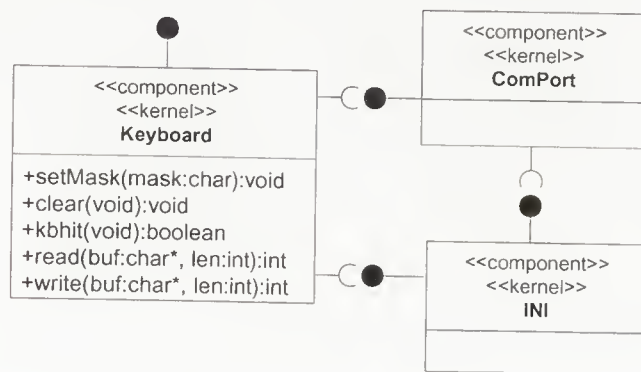 <<component>>
<<kernel>>
Keyboard
+setMask(mask:char):void
+clear(void):void
+kbhit(void):boolean
+read(buf:char*, len:int):int
+write(buf:char*, len:int):int
<<component>>
<<kernel>>
ComPort
<<component>>
<<kernel>>
INI